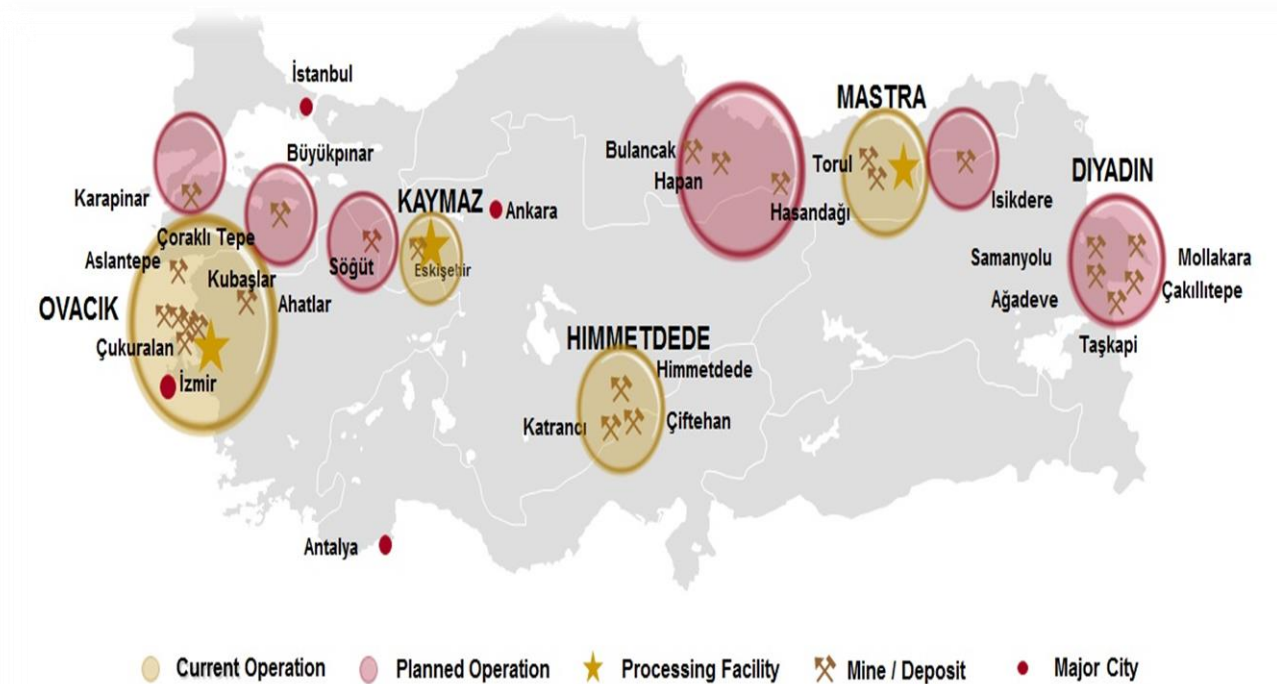 İstanbul
MASTRA
Büyükpınar
Bulancak
Hapan
Torul
DIYADIN
Karapinar
KAYMAZ
Ankara
Hasandağı
Isikdere
Çoraklı Tepe
Aslantepe
Kubaşlar
Söğüt
Eskişehir
Samanyolu
Mollakara
OVACIK
Ahatlar
Ağadeve
Çakıllıtepe
Çukuralan
HIMMETDEDE
Taşkapi
İzmir
Himmetdede
Katrancı
Çiftehan
Antalya
Current Operation Planned Operation Processing Facility Mine / Deposit Major City